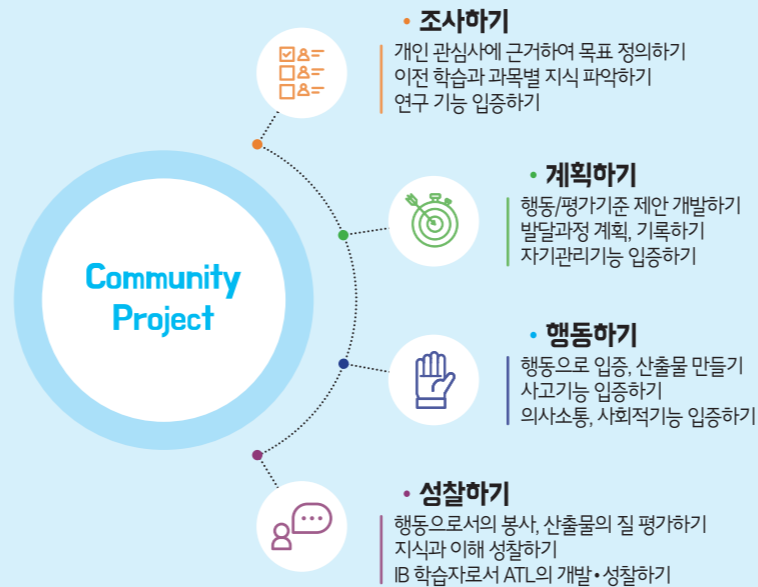 • 조사하기
개인 관심사에 근거하여 목표 정의하기
이전 학습과 과목별 지식 파악하기
연구 기능 입증하기
• 계획하기
행동/평가기준 제안 개발하기
발달과정 계획, 기록하기
자기관리기능 입증하기
Community
Project
• 행동하기
행동으로 입증, 산출물 만들기
사고기능 입증하기
의사소통, 사회적기능 입증하기
• 성찰하기
행동으로서의 봉사, 산출물의 질 평가하기
지식과 이해 성찰하기
IB 학습자로서 ATL의 개발•성찰하기